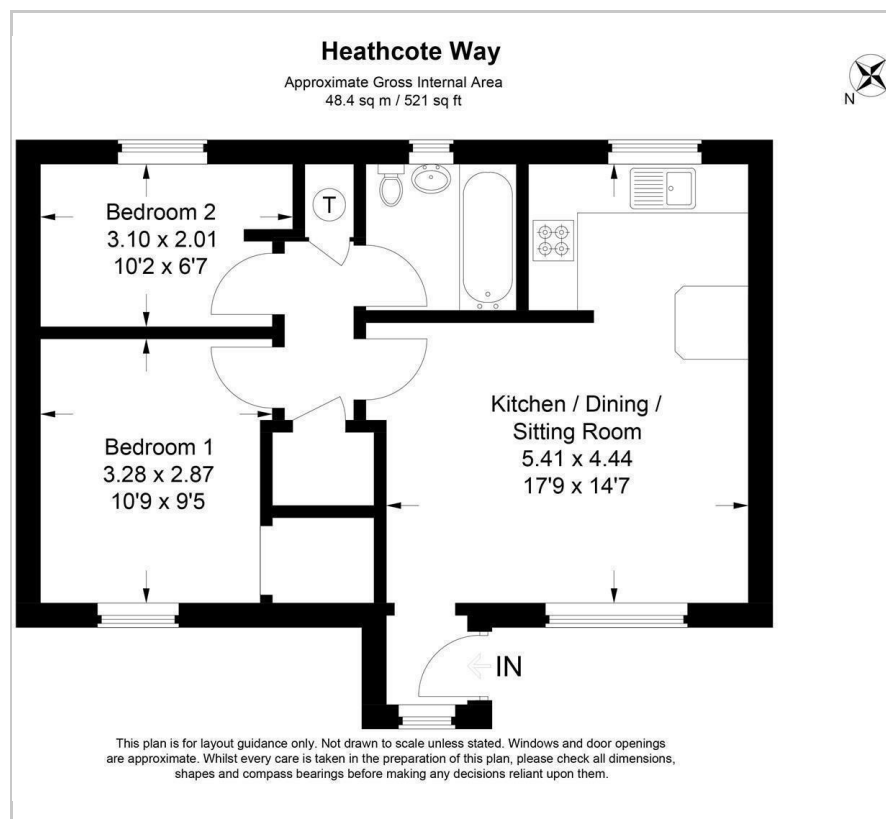 Heathcote Way
Approximate Gross Internal Area
48.4 sq m / 521 sq ft
N
Bedroom 2
3.10 x 2.01
10'2 x 6'7
T
Bedroom 1
3.28 x 2.87
10'9 x 9'5
Kitchen / Dining /
Sitting Room
5.41 x 4.44
17'9 x 14'7
IN
This plan is for layout guidance only. Not drawn to scale unless stated. Windows and door openings
are approximate. Whilst every care is taken in the preparation of this plan, please check all dimensions,
shapes and compass bearings before making any decisions reliant upon them.